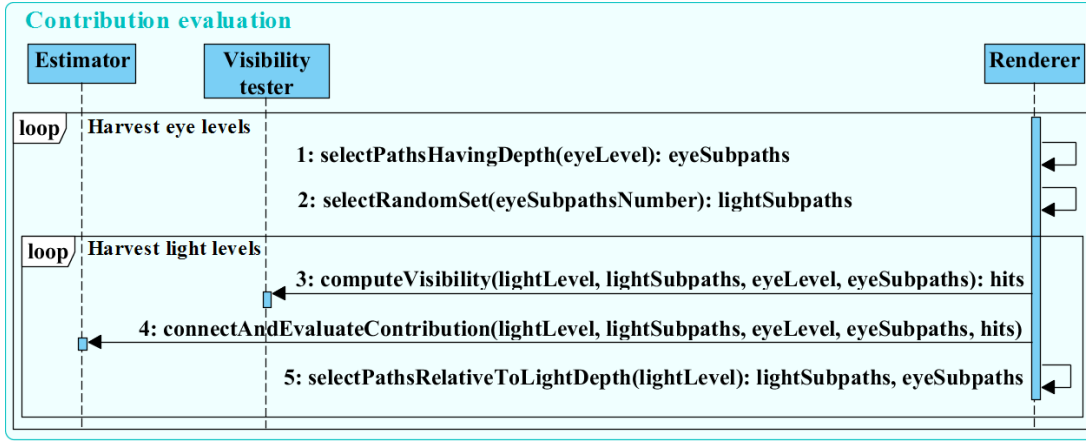 Contribution evaluation
Estimator
Visibility
tester
Renderer
loop
Harvest eye levels
1: selectPathsHavingDepth(eyeLevel): eyeSubpaths
2: selectRandomSet(eyeSubpathsNumber): lightSubpaths
loop
Harvest light levels
3: computeVisibility(lightLevel, lightSubpaths, eyeLevel, eyeSubpaths): hits
4: connectAndEvaluateContribution(lightLevel, lightSubpaths, eyeLevel, eyeSubpaths, hits)
5: selectPathsRelativeToLightDepth(lightLevel): lightSubpaths, eyeSubpaths